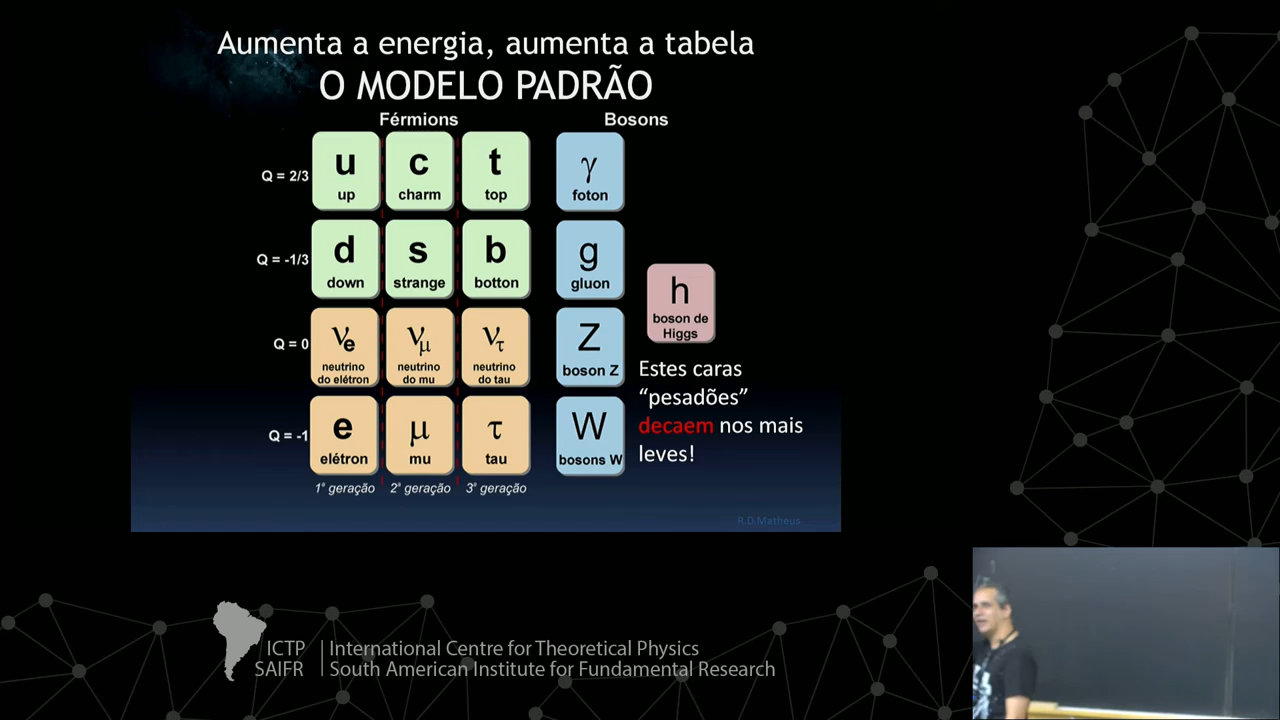 Aumenta a energia, aumenta a tabela
O MODELO PADRÃO
Férmions
Bosons
Q = 2/3
u
up
c
charm
t
top
γ
foton
Q = -1/3
d
down
s
strange
b
botton
g
gluon
h
boson de
Higgs
Q = 0
νe
neutrino
do elétron
νμ
neutrino
do mu
ντ
neutrino
do tau
Z
boson Z
Estes caras
“pesadões”
decaem nos mais
leves!
Q = -1
e
elétron
μ
mu
τ
tau
W
bosons W
1ª geração
2ª geração
3ª geração
R.D.Matheus
ICTP
SAIFR
International Centre for Theoretical Physics
South American Institute for Fundamental Research